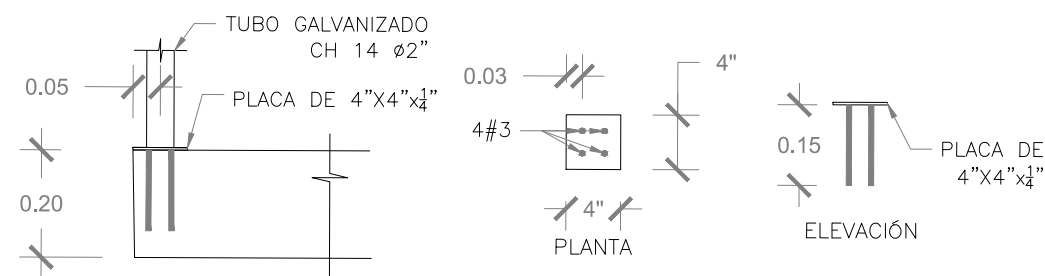 TUBO GALVANIZADO
CH 14 ø2"
0.05
PLACA DE 4"X4"x1/4"
0.20
0.03
4"
4#3
4"
PLANTA
0.15
PLACA DE
4"X4"x1/4"
ELEVACIÓN